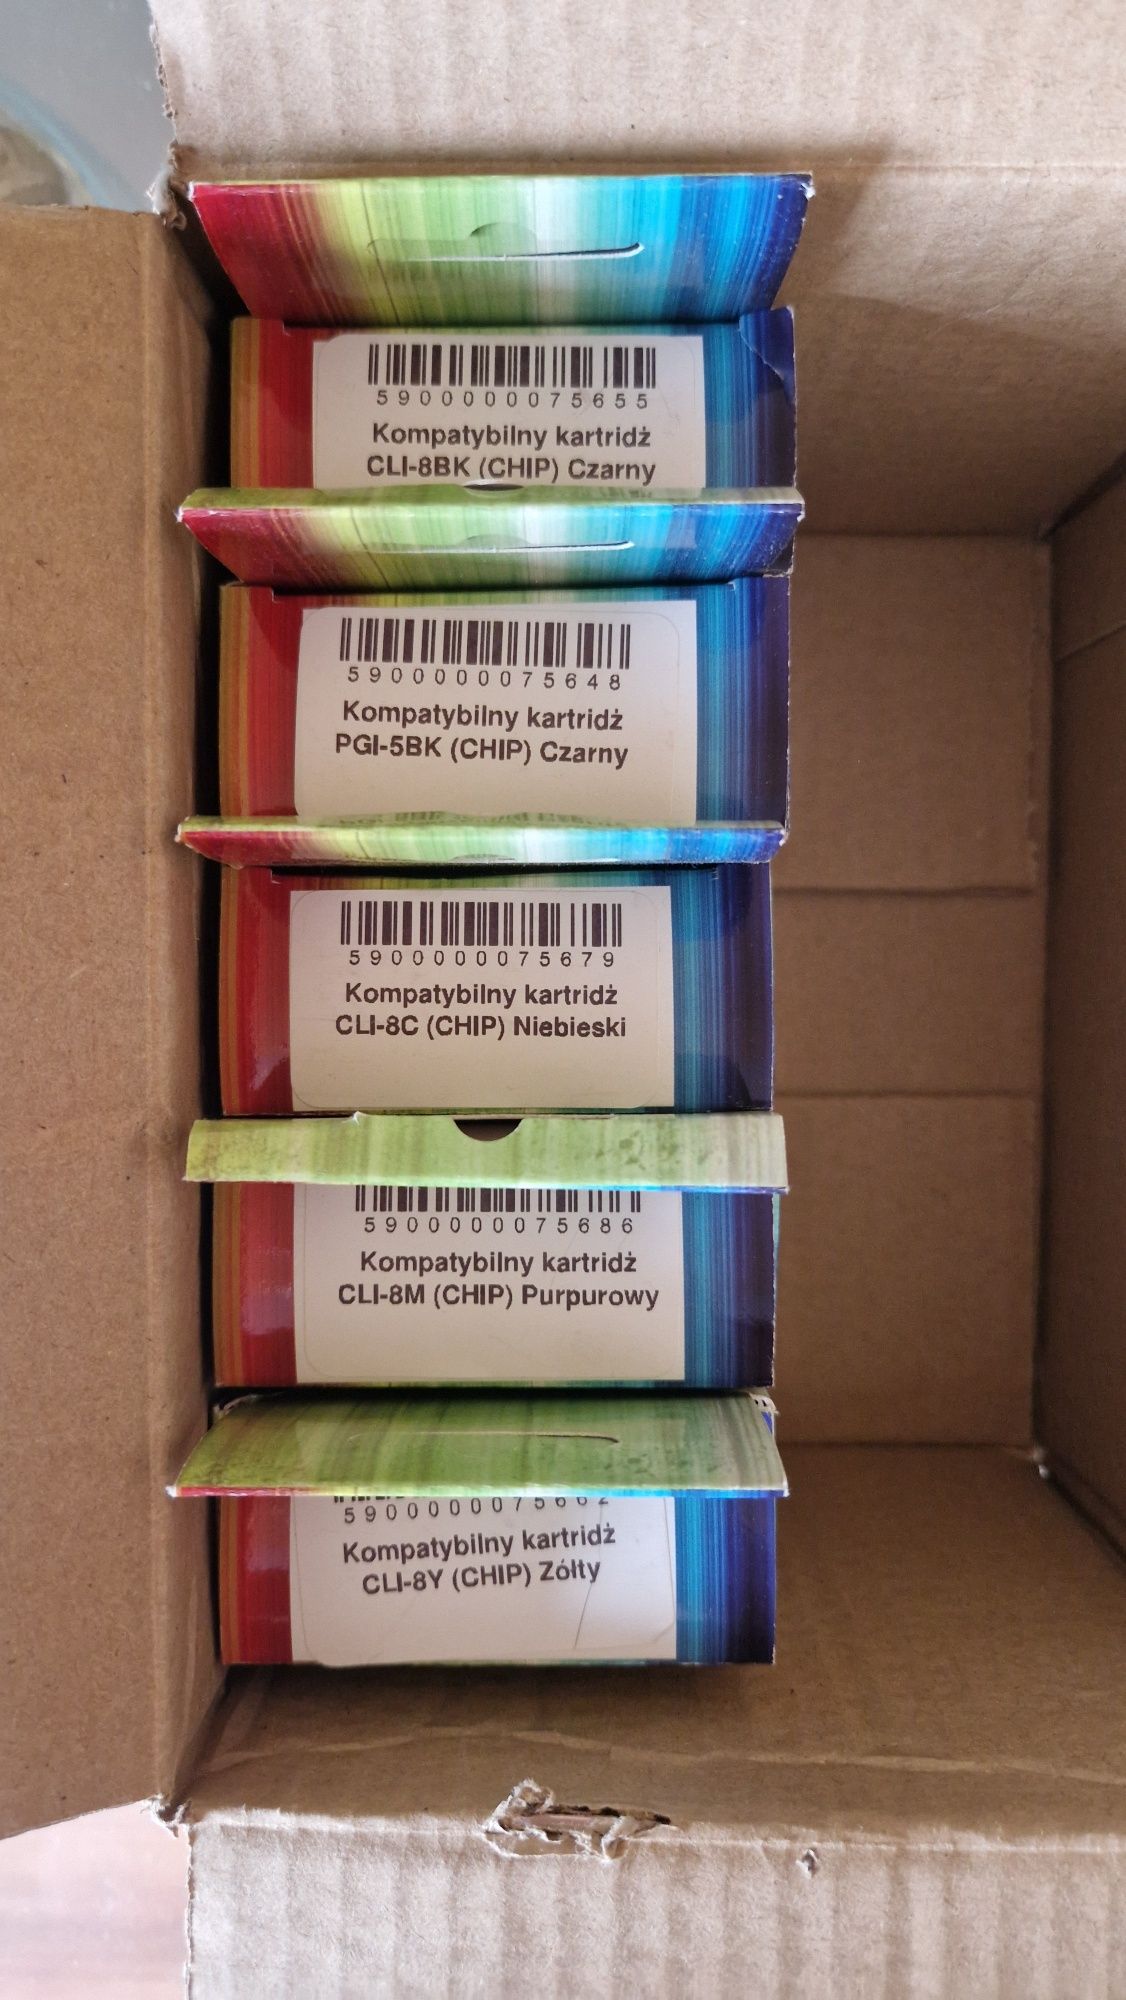 5900000075655
Kompatybilny kartridż
CLI-8BK (CHIP) Czarny
5900000075648
Kompatybilny kartridż
PGI-5BK (CHIP) Czarny
5900000075679
Kompatybilny kartridż
CLI-8C (CHIP) Niebieski
5900000075686
Kompatybilny kartridż
CLI-8M (CHIP) Purpurowy
5900000075662
Kompatybilny kartridż
CLI-8Y (CHIP) Zółty